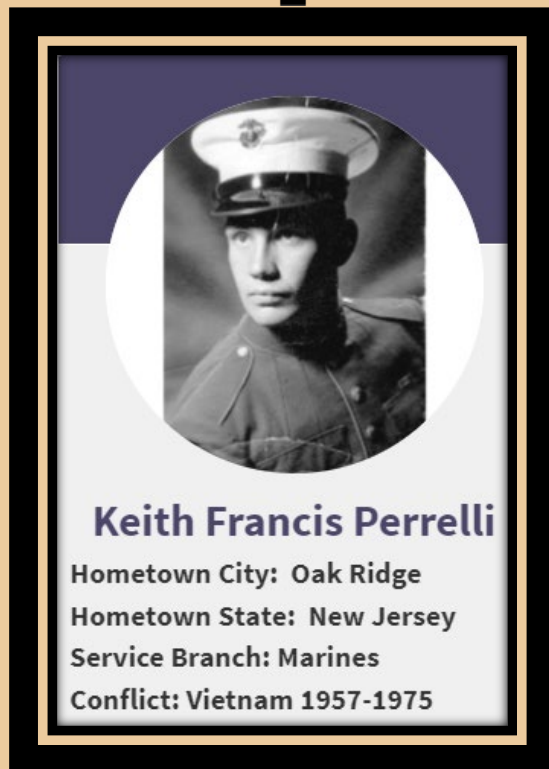 Keith Francis Perrelli
Hometown City: Oak Ridge
Hometown State: New Jersey
Service Branch: Marines
Conflict: Vietnam 1957-1975